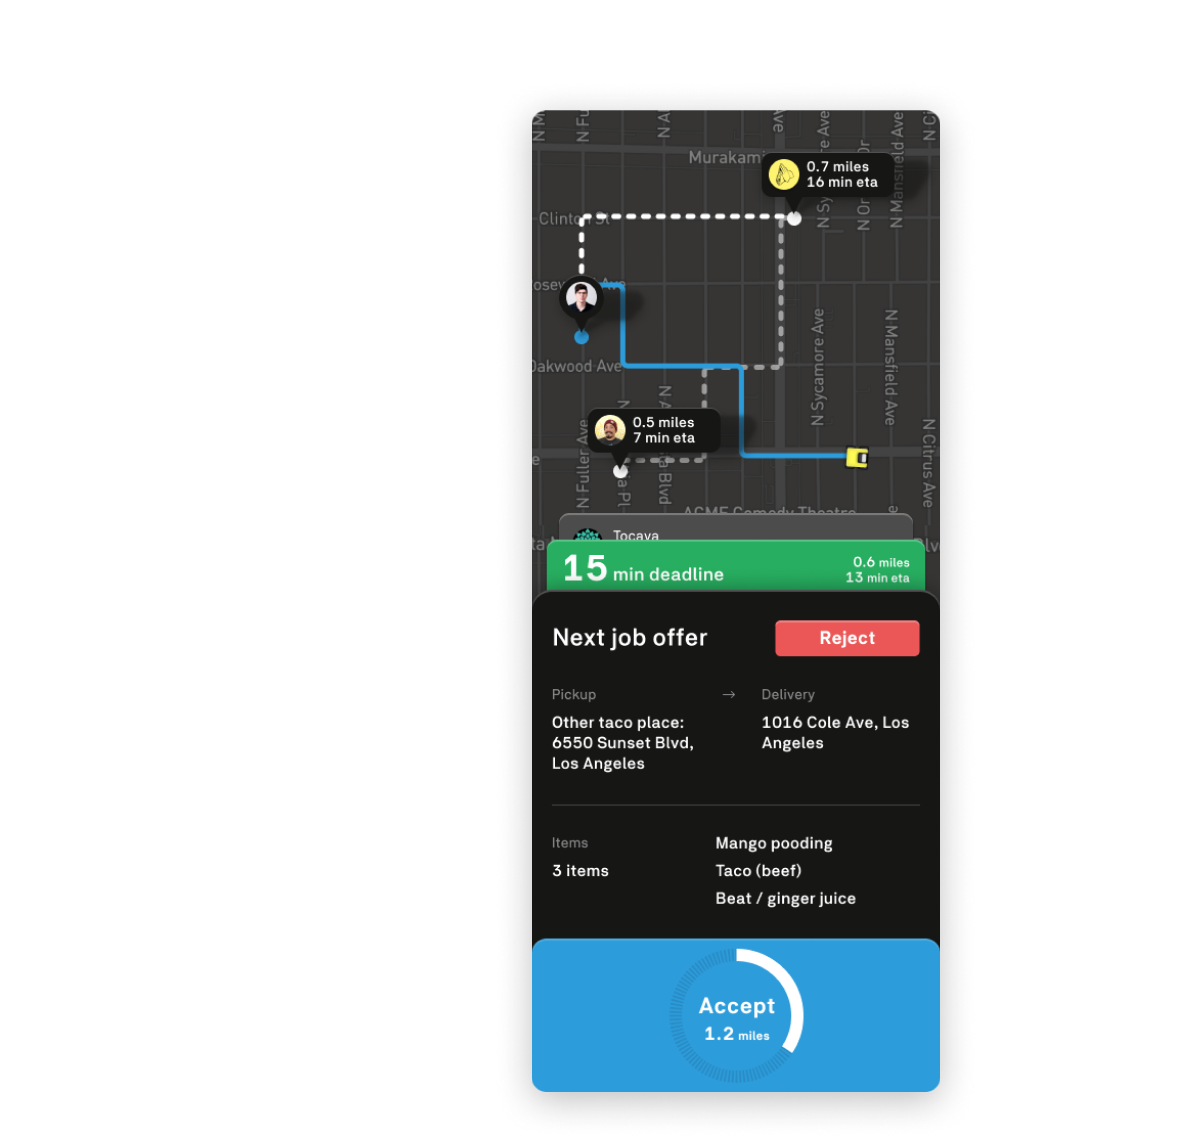 N M
N Fu
N A
Ave
re Ave
N Mansfield Ave
N C
Murakami
0.7 miles
16 min eta
N Sy
N Or
Dr
Clinton St
Ave
Oakwood Ave
N Sycamore Ave
N Mansfield Ave
0.5 miles
7 min eta
N Fuller Ave
N
N A
Blvd
ia Pl
N Citrus Ave
e
ACME Comedy Theatre
e
ta
Blvd
Tocaya
15 min deadline
0.6 miles
13 min eta
Next job offer
Reject
Pickup
→
Delivery
Other taco place:
6550 Sunset Blvd,
Los Angeles
1016 Cole Ave, Los
Angeles
Items
3 items
Mango pooding
Taco (beef)
Beat / ginger juice
Accept
1.2 miles